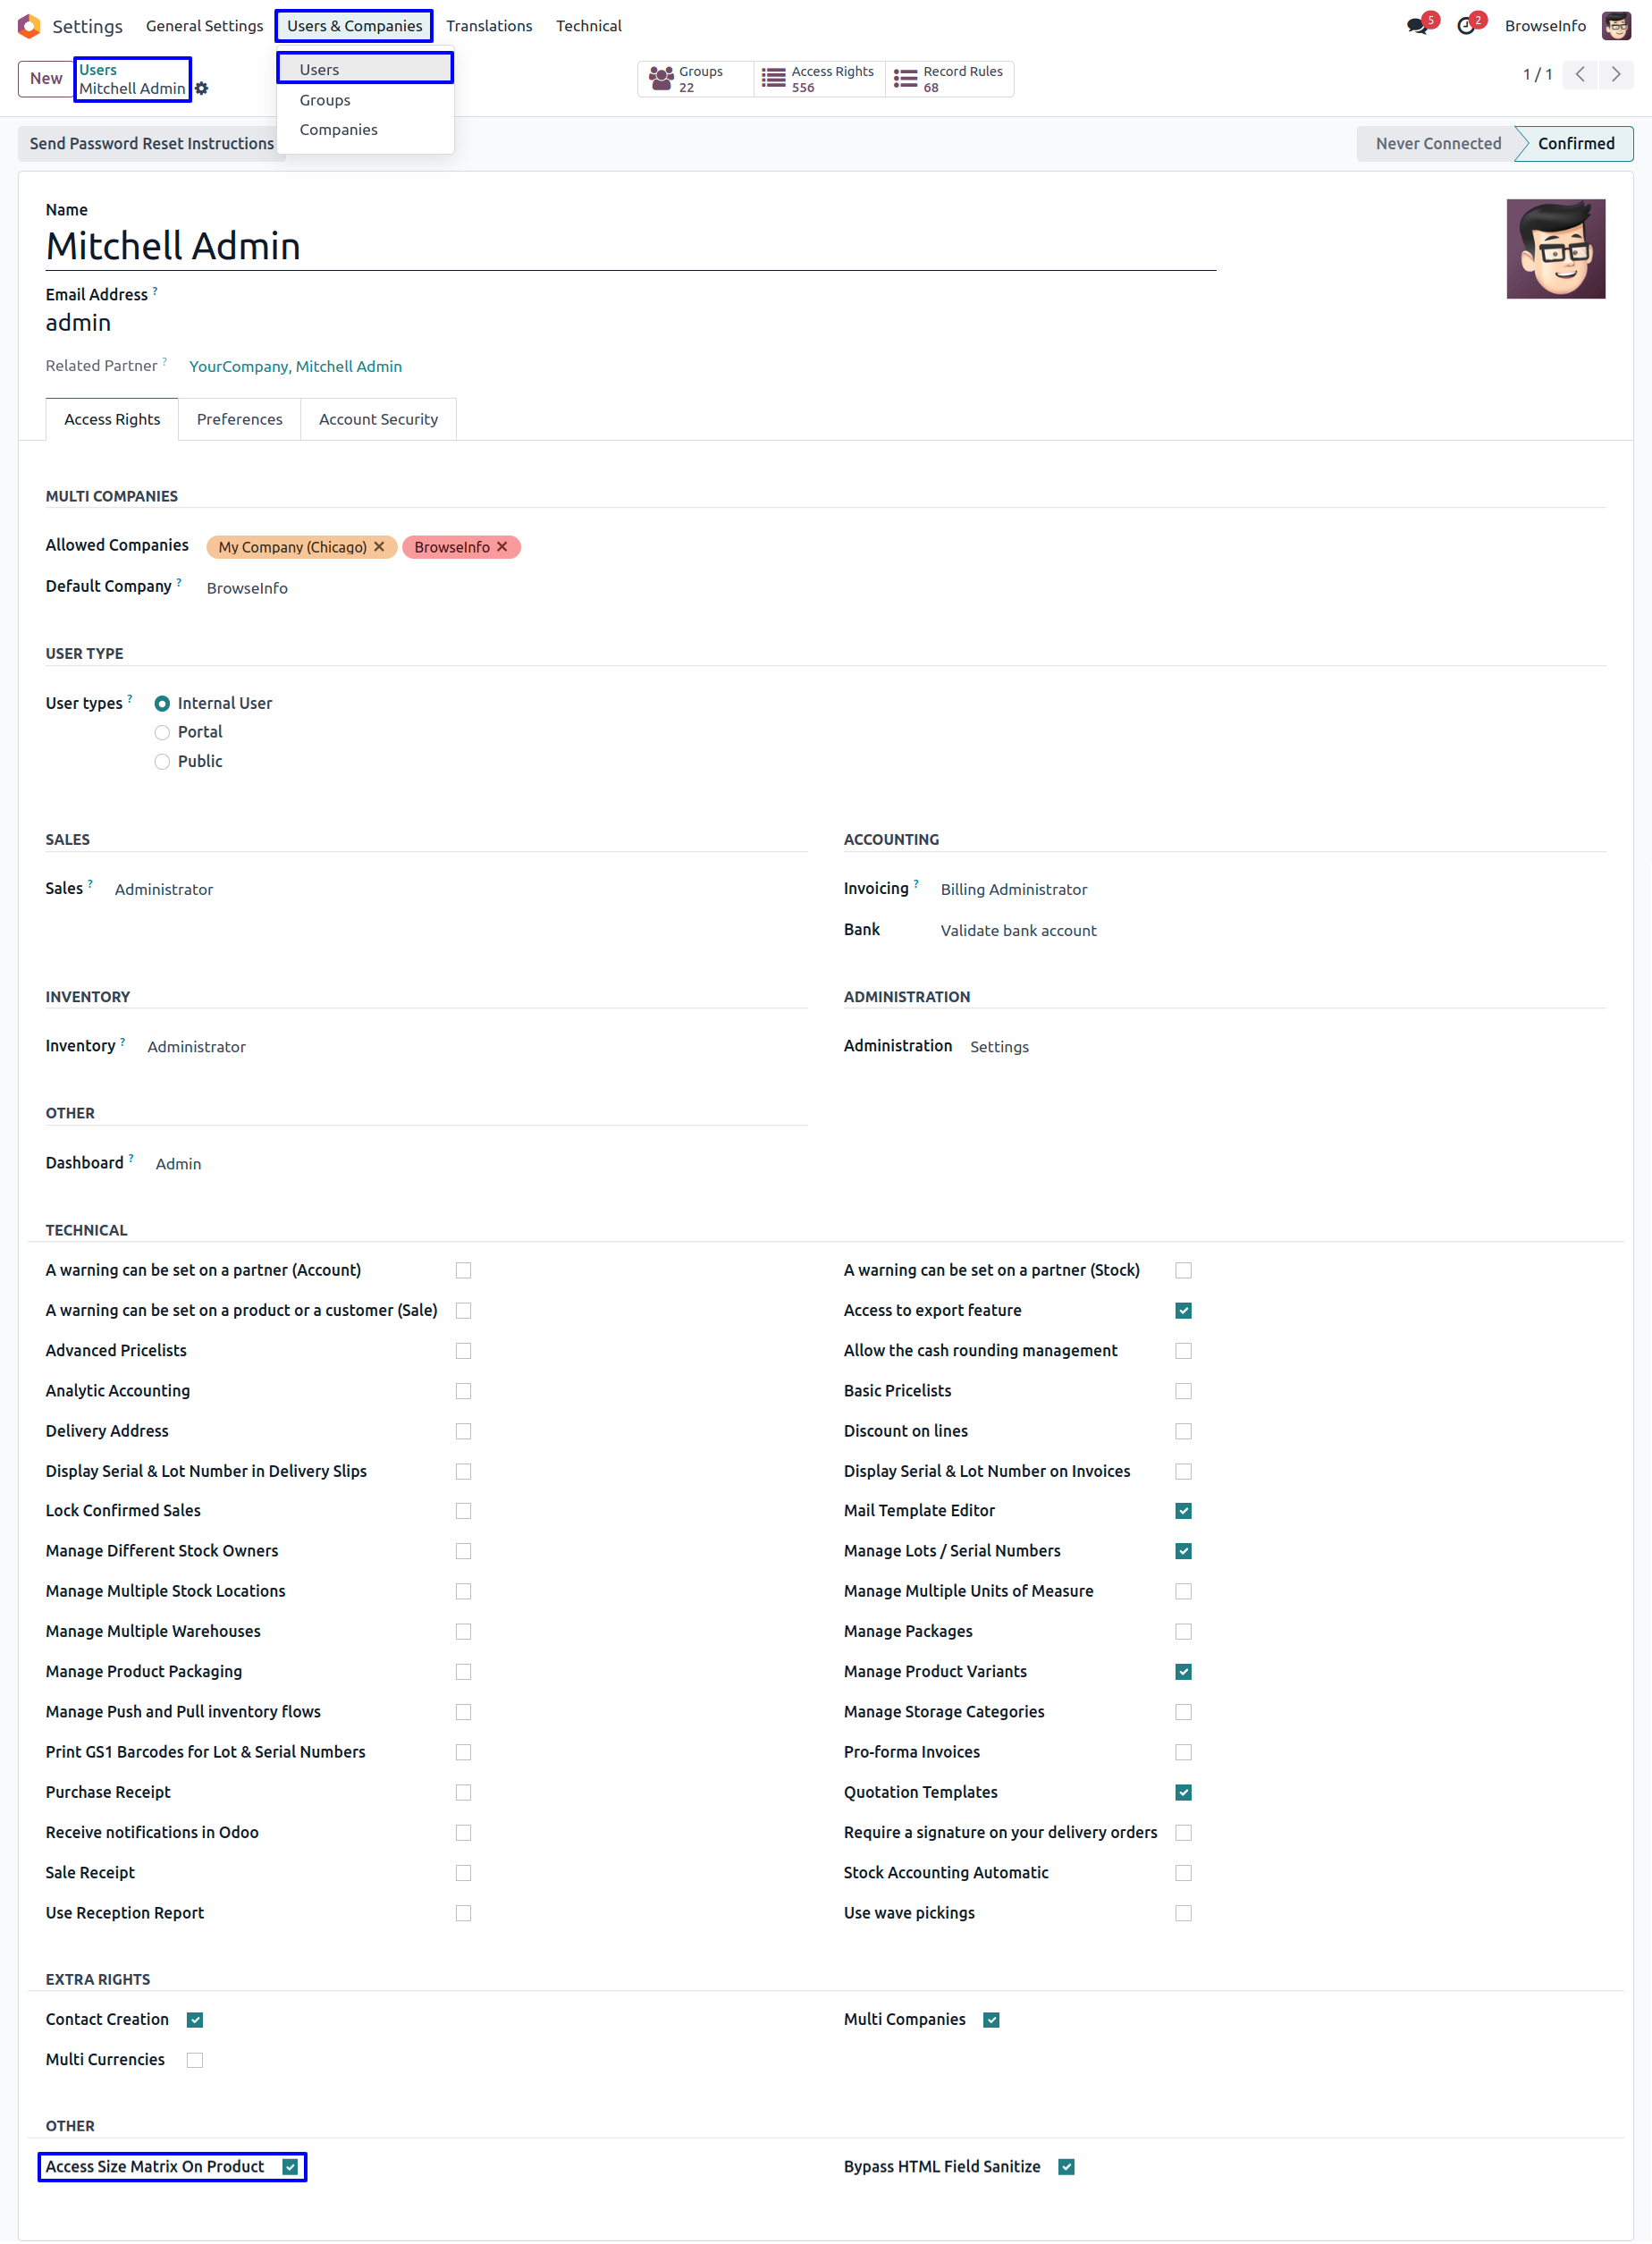 Settings General Settings Users & Companies Translations Technical 5 2 BrowseInfo
New Users
Mitchell Admin
Users
Groups
Companies
Groups
22
Access Rights
556
Record Rules
68
1 / 1
Send Password Reset Instructions
Never Connected Confirmed
Name
Mitchell Admin
Email Address ?
admin
Related Partner ? YourCompany, Mitchell Admin
Access Rights Preferences Account Security
MULTI COMPANIES
Allowed Companies My Company (Chicago) ✕ BrowseInfo ✕
Default Company ? BrowseInfo
USER TYPE
User types ? Internal User
Portal
Public
SALES ACCOUNTING
Sales ? Administrator Invoicing ? Billing Administrator
Bank Validate bank account
INVENTORY ADMINISTRATION
Inventory ? Administrator Administration Settings
OTHER
Dashboard ? Admin
TECHNICAL
A warning can be set on a partner (Account) A warning can be set on a partner (Stock)
A warning can be set on a product or a customer (Sale) Access to export feature
Advanced Pricelists Allow the cash rounding management
Analytic Accounting Basic Pricelists
Delivery Address Discount on lines
Display Serial & Lot Number in Delivery Slips Display Serial & Lot Number on Invoices
Lock Confirmed Sales Mail Template Editor
Manage Different Stock Owners Manage Lots / Serial Numbers
Manage Multiple Stock Locations Manage Multiple Units of Measure
Manage Multiple Warehouses Manage Packages
Manage Product Packaging Manage Product Variants
Manage Push and Pull inventory flows Manage Storage Categories
Print GS1 Barcodes for Lot & Serial Numbers Pro-forma Invoices
Purchase Receipt Quotation Templates
Receive notifications in Odoo Require a signature on your delivery orders
Sale Receipt Stock Accounting Automatic
Use Reception Report Use wave pickings
EXTRA RIGHTS
Contact Creation Multi Companies
Multi Currencies
OTHER
Access Size Matrix On Product Bypass HTML Field Sanitize